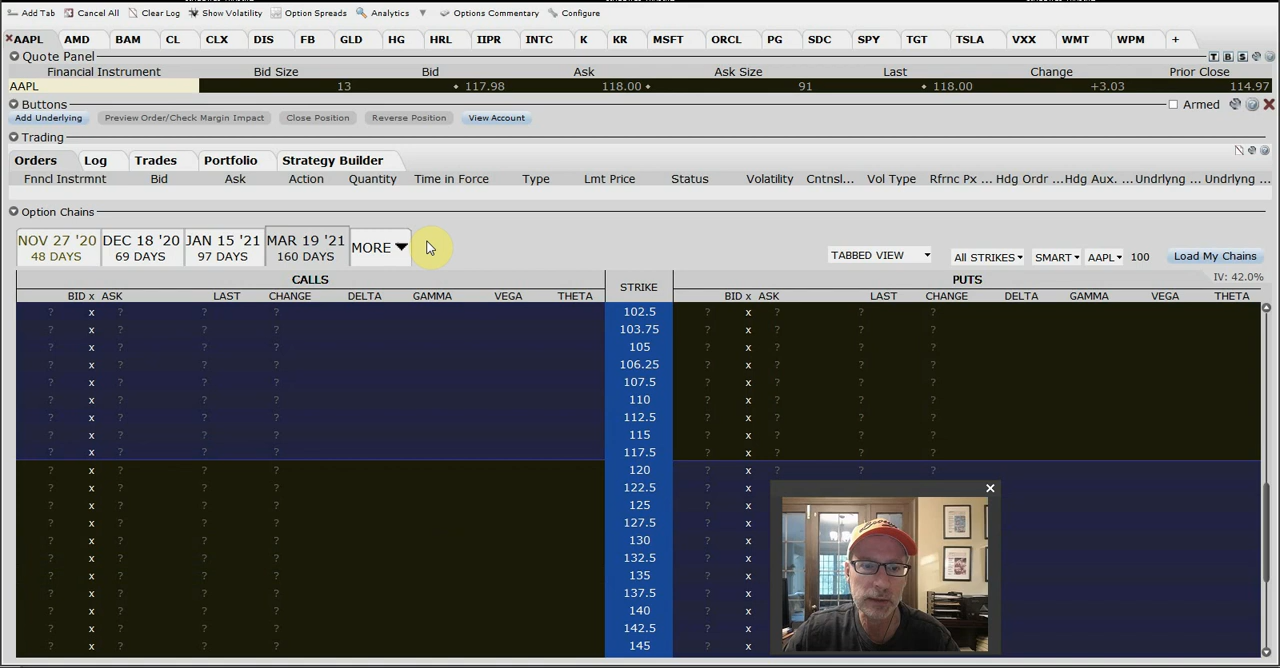 Add Tab Cancel All Clear Log Show Volatility Option Spreads Analytics Options Commentary Configure
AAPL AMD BAM CL CLX DIS FB GLD HG HRL IIPR INTC K KR MSFT ORCL PG SDC SPY TGT TSLA VXX WMT WPM +
Quote Panel T B S
Financial Instrument Bid Size Bid Ask Ask Size Last Change Prior Close
AAPL 13 117.98 118.00 91 118.00 +3.03 114.97
Buttons Armed
Add Underlying Preview Order/Check Margin Impact Close Position Reverse Position View Account
Trading
Orders Log Trades Portfolio Strategy Builder
Fnncl Instrmnt Bid Ask Action Quantity Time in Force Type Lmt Price Status Volatility Cntnsl... Vol Type Rfrnc Px ... Hdg Ordr ... Hdg Aux. ... Undrlyng ... Undrlyng ...
Option Chains
NOV 27 '20 DEC 18 '20 JAN 15 '21 MAR 19 '21 MORE
48 DAYS 69 DAYS 97 DAYS 160 DAYS
TABBED VIEW All STRIKES SMART AAPL 100 Load My Chains
CALLS STRIKE PUTS IV: 42.0%
BID x ASK LAST CHANGE DELTA GAMMA VEGA THETA BID x ASK LAST CHANGE DELTA GAMMA VEGA THETA
? x ? ? ? 102.5 ? x ? ? ?
? x ? ? ? 103.75 ? x ? ? ?
? x ? ? ? 105 ? x ? ? ?
? x ? ? ? 106.25 ? x ? ? ?
? x ? ? ? 107.5 ? x ? ? ?
? x ? ? ? 110 ? x ? ? ?
? x ? ? ? 112.5 ? x ? ? ?
? x ? ? ? 115 ? x ? ? ?
? x ? ? ? 117.5 ? x ? ? ?
? x ? ? ? 120 ? x ? ? ?
? x ? ? ? 122.5 ? x
? x ? ? ? 125 ? x
? x ? ? ? 127.5 ? x
? x ? ? ? 130 ? x
? x ? ? ? 132.5 ? x
? x ? ? ? 135 ? x
? x ? ? ? 137.5 ? x
? x ? ? ? 140 ? x
? x ? ? ? 142.5 ? x
? x ? ? ? 145 ? x